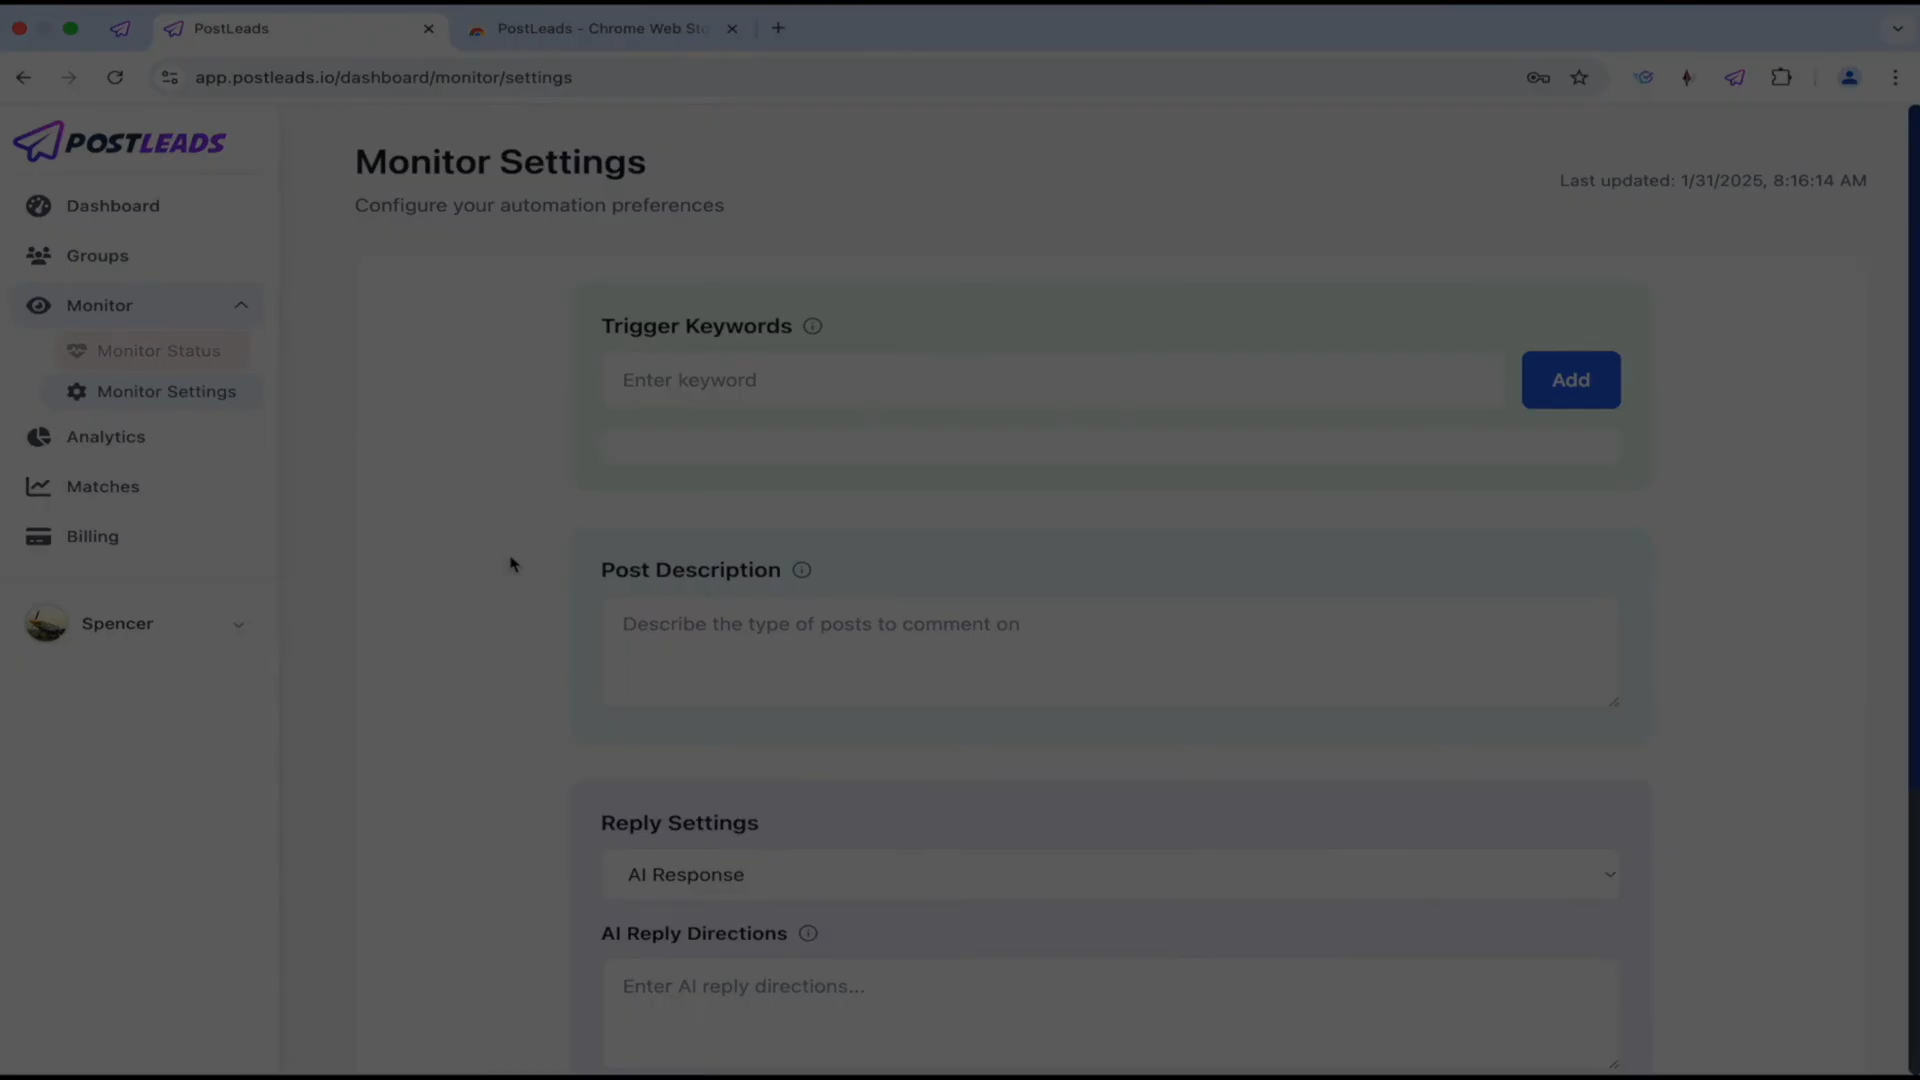 PostLeads
PostLeads - Chrome Web Sto
app.postleads.io/dashboard/monitor/settings
POSTLEADS
Dashboard
Groups
Monitor
Monitor Status
Monitor Settings
Analytics
Matches
Billing
Spencer
Monitor Settings
Configure your automation preferences
Last updated: 1/31/2025, 8:16:14 AM
Trigger Keywords
Enter keyword
Add
Post Description
Describe the type of posts to comment on
Reply Settings
AI Response
AI Reply Directions
Enter AI reply directions...